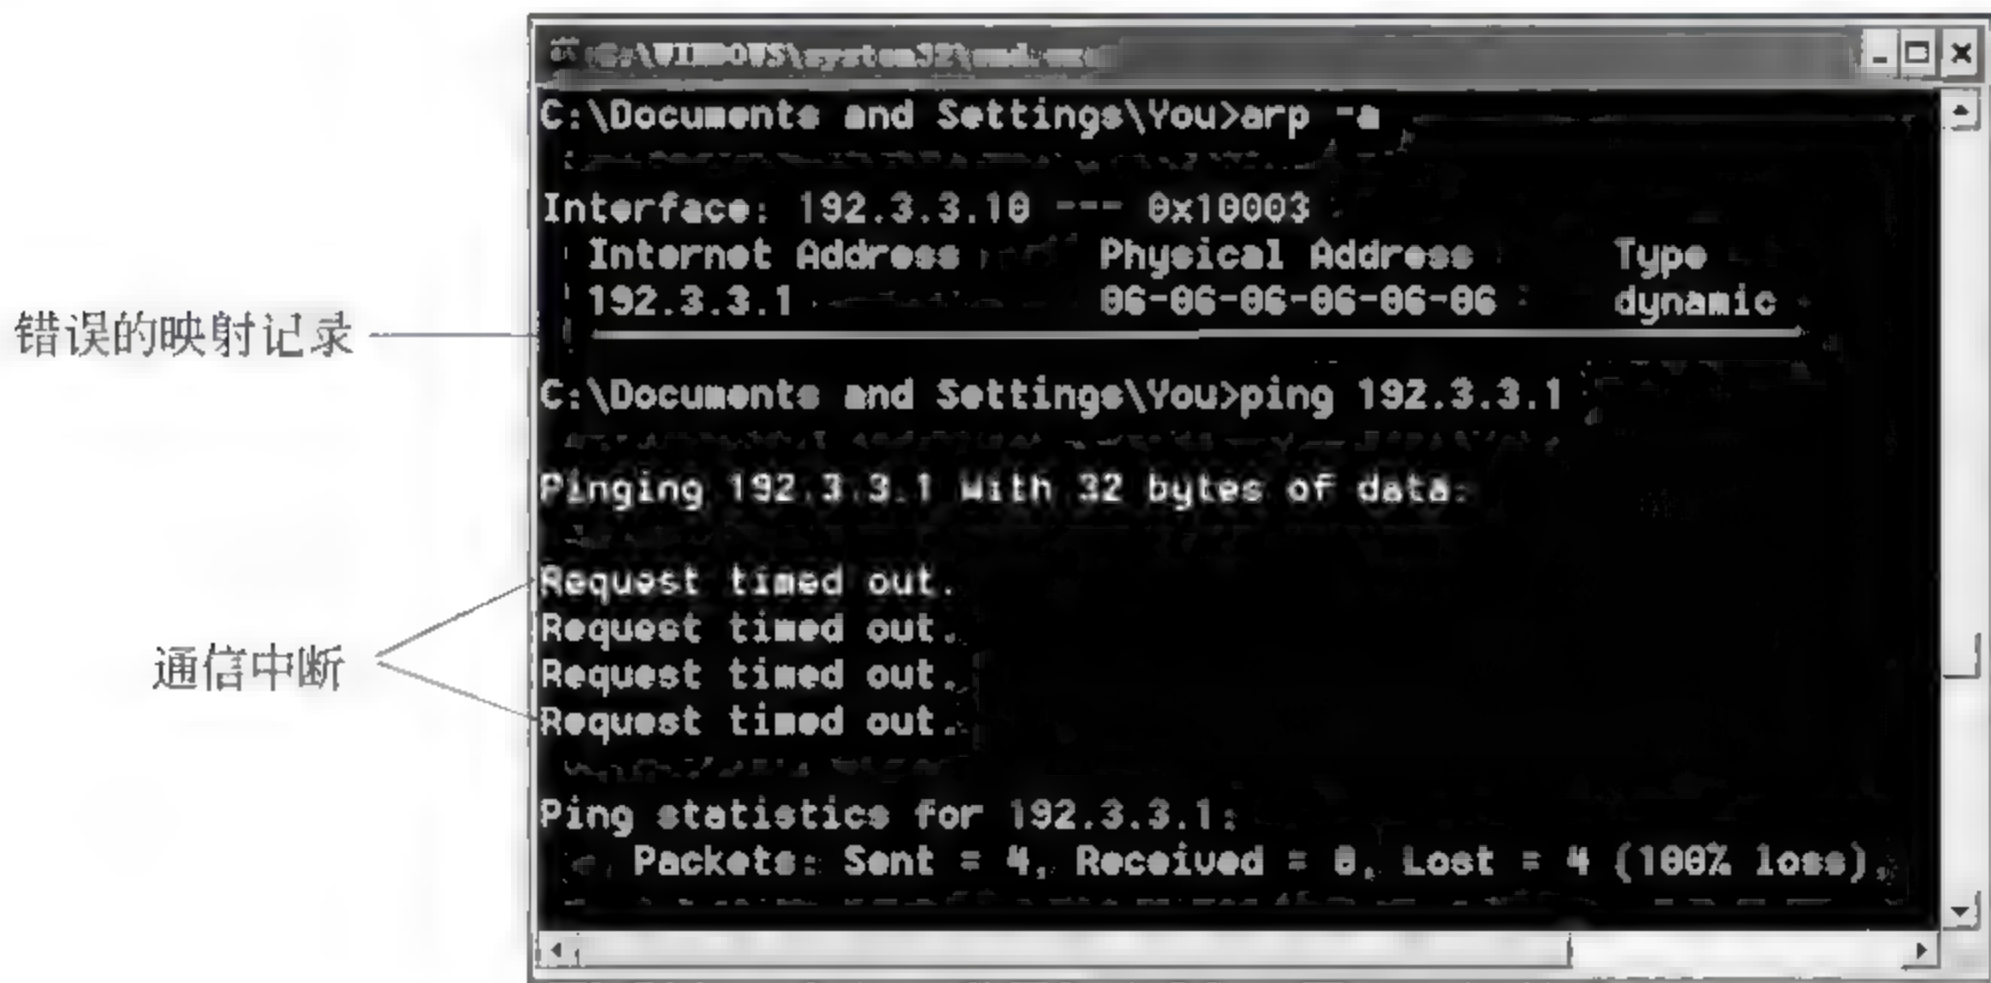 C:\WINDOWS\system32\cmd.exe
C:\Documents and Settings\You>arp -a
Interface: 192.3.3.10 --- 0x10003
Internet Address Physical Address Type
192.3.3.1 06-06-06-06-06-06 dynamic
错误的映射记录
C:\Documents and Settings\You>ping 192.3.3.1
Pinging 192.3.3.1 with 32 bytes of data:
Request timed out.
Request timed out.
Request timed out.
Request timed out.
通信中断
Ping statistics for 192.3.3.1:
Packets: Sent = 4, Received = 0, Lost = 4 (100% loss),